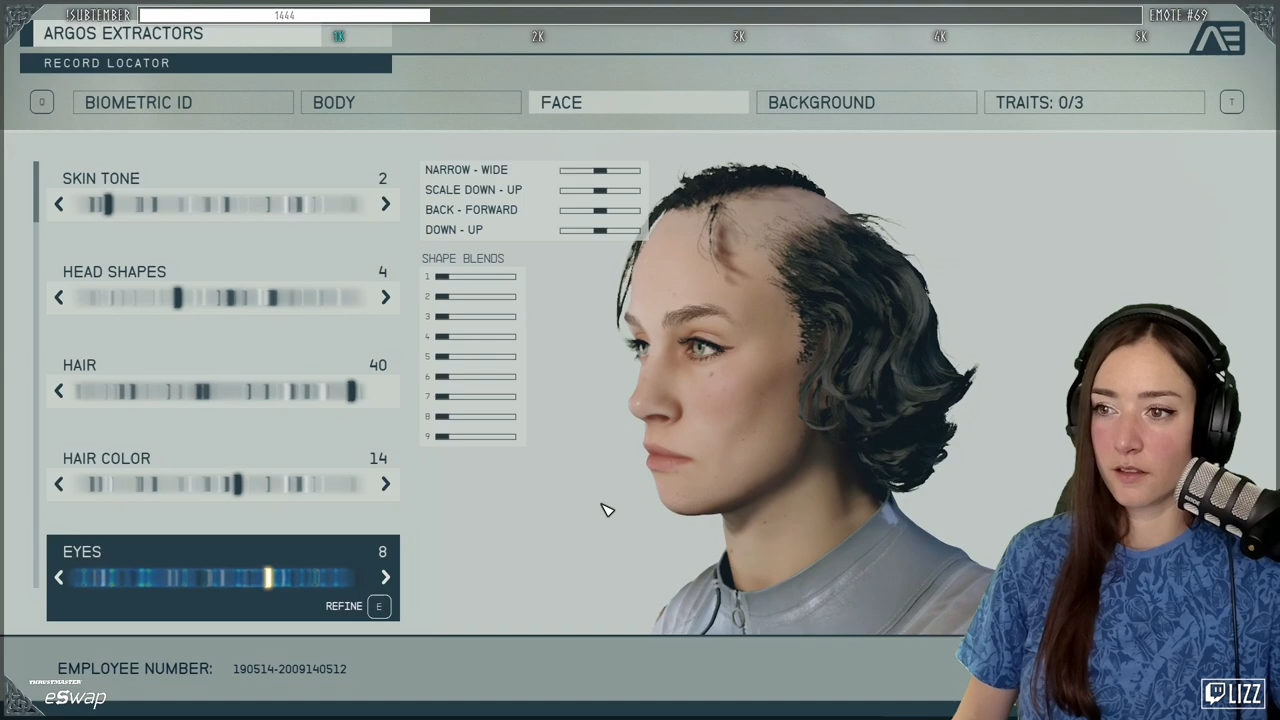 !SUBTEMBER
1444
EMOTE #69
1K
2K
3K
4K
5K
ARGOS EXTRACTORS
RECORD LOCATOR
AE
Q
BIOMETRIC ID
BODY
FACE
BACKGROUND
TRAITS: 0/3
T
SKIN TONE
2
HEAD SHAPES
4
HAIR
40
HAIR COLOR
14
EYES
8
REFINE
E
NARROW - WIDE
SCALE DOWN - UP
BACK - FORWARD
DOWN - UP
SHAPE BLENDS
1
2
3
4
5
6
7
8
9
EMPLOYEE NUMBER:
190514-2009140512
THRUSTMASTER
eSwap
LIZZ